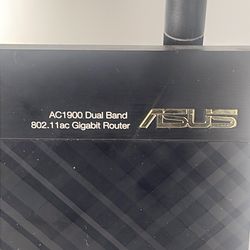 AC1900 Dual Band
802.11ac Gigabit Router
ASUS